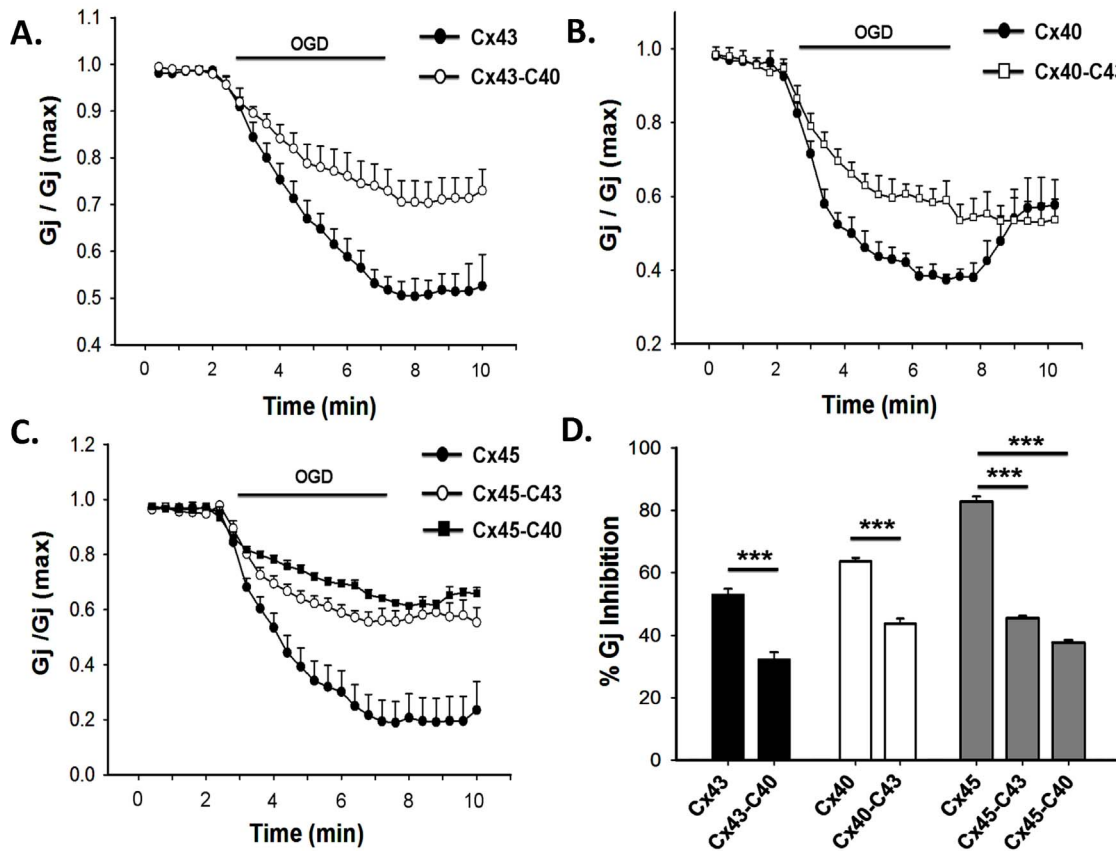 A.
OGD
Cx43
Cx43-C40
1.1
1.0
0.9
0.8
0.7
0.6
0.5
0.4
Gj / Gj (max)
0 2 4 6 8 10
Time (min)
B.
OGD
Cx40
Cx40-C43
1.0
0.8
0.6
0.4
0.2
Gj / Gj (max)
0 2 4 6 8 10
Time (min)
C.
OGD
Cx45
Cx45-C43
Cx45-C40
1.2
1.0
0.8
0.6
0.4
0.2
0.0
Gj /Gj (max)
0 2 4 6 8 10
Time (min)
D.
100
80
60
40
20
0
% Gj Inhibition
***
***
***
***
Cx43
Cx43-C40
Cx40
Cx40-C43
Cx45
Cx45-C43
Cx45-C40